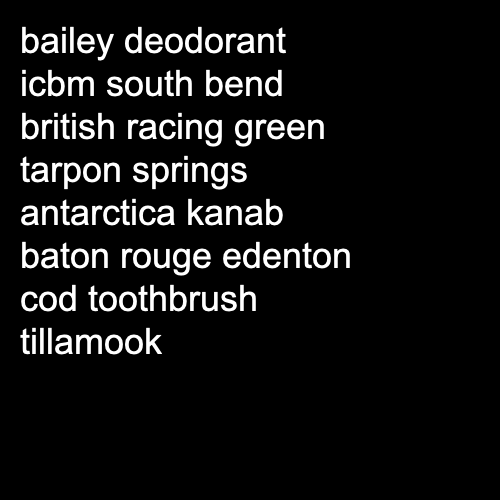 bailey deodorant
icbm south bend
british racing green
tarpon springs
antarctica kanab
baton rouge edenton
cod toothbrush
tillamook